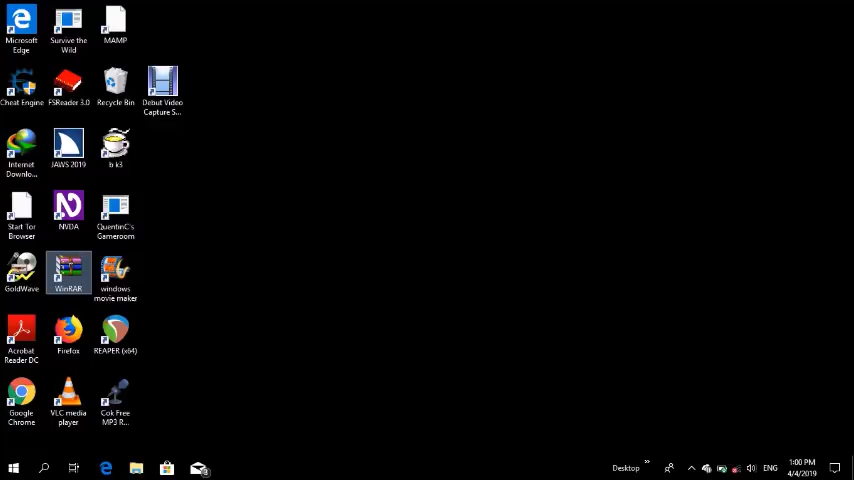 Microsoft
Edge
Survive the
Wild
MAMP
Cheat Engine
FSReader 3.0
Recycle Bin
Debut Video
Capture S...
Internet
Downlo...
JAWS 2019
b k3
Start Tor
Browser
NVDA
QuentinC's
Gameroom
GoldWave
WinRAR
windows
movie maker
Acrobat
Reader DC
Firefox
REAPER (x64)
Google
Chrome
VLC media
player
Cok Free
MP3 R...
Desktop
»
3
ENG
1:00 PM
4/4/2019